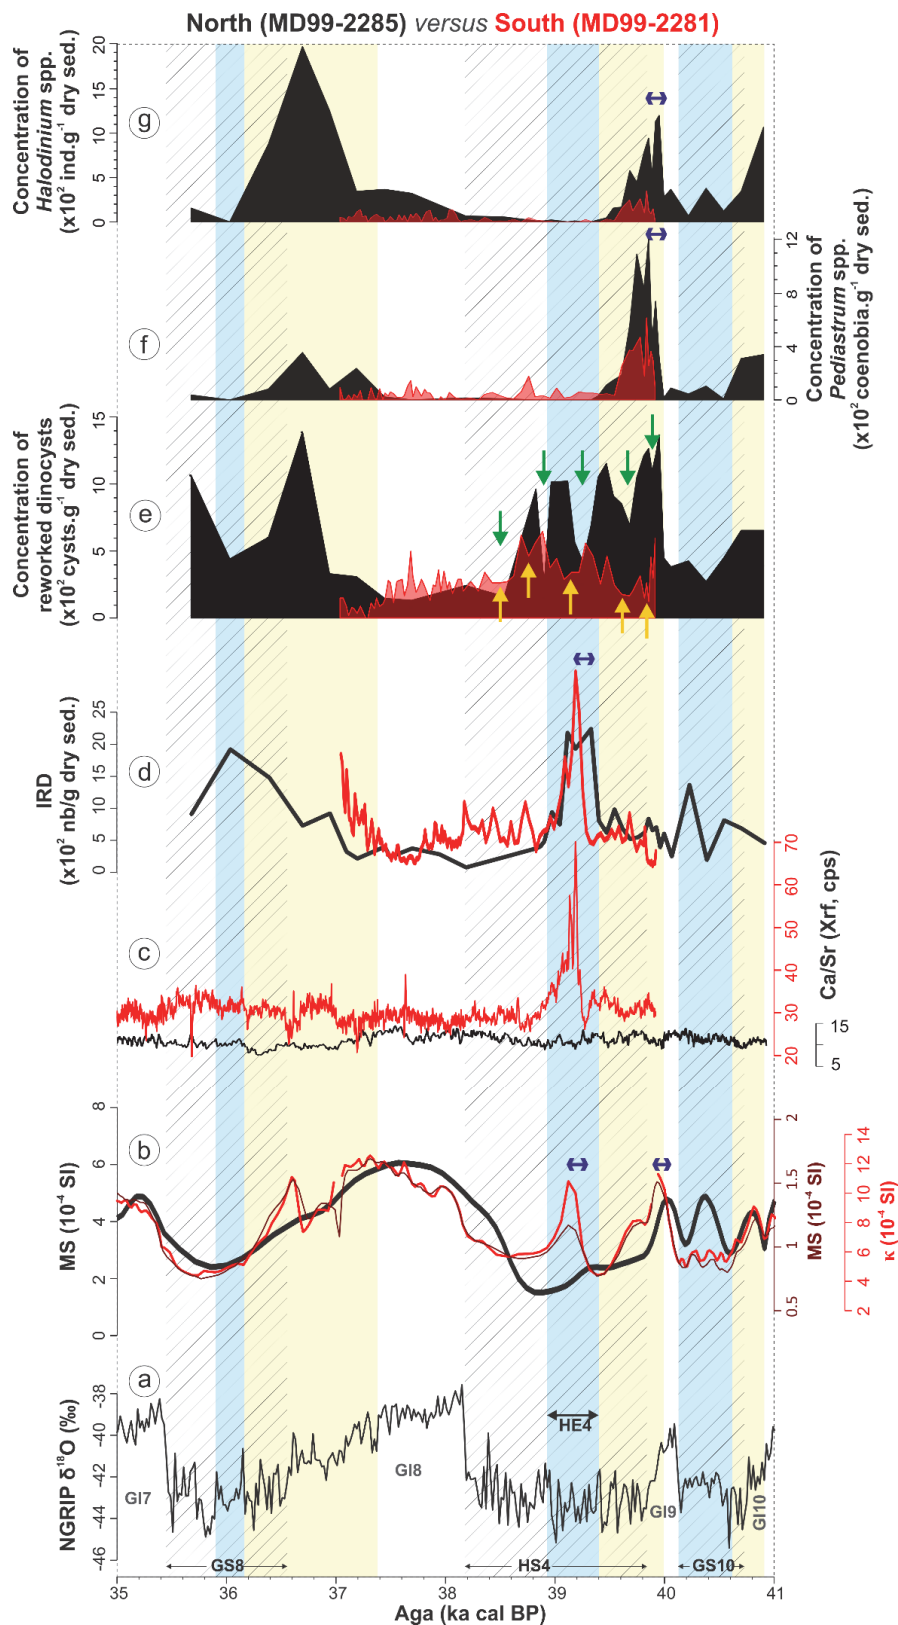 North (MD99-2285) versus South (MD99-2281)
Concentration of
Halodinium spp.
(x10² ind.g⁻¹ dry sed.)
20
15
10
5
0
g
Concentration of
Pediastrum spp.
(x10² coenobia.g⁻¹ dry sed.)
12
8
4
0
f
Concentration of
reworked dinocysts
(x10² cysts.g⁻¹ dry sed.)
15
10
5
0
e
IRD
(x10² nb/g dry sed.)
25
20
15
10
5
0
d
Ca/Sr (Xrf, cps)
70
60
50
40
30
20
15
5
c
MS (10⁻⁴ SI)
8
6
4
2
0
b
2
1.5
1
0.5
MS (10⁻⁴ SI)
14
12
10
8
6
4
2
κ (10⁻⁴ SI)
a
NGRIP δ¹⁸O (‰)
-38
-40
-42
-44
-46
HE4
GI7
GI8
GI9
GI10
GS8
HS4
GS10
35
36
37
38
39
40
41
Aga (ka cal BP)